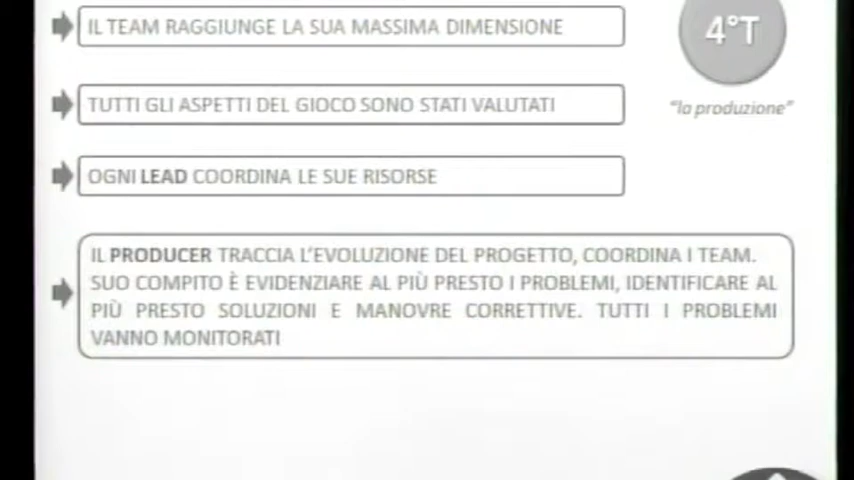 IL TEAM RAGGIUNGE LA SUA MASSIMA DIMENSIONE
4°T
"la produzione"
TUTTI GLI ASPETTI DEL GIOCO SONO STATI VALUTATI
OGNI LEAD COORDINA LE SUE RISORSE
IL PRODUCER TRACCIA L'EVOLUZIONE DEL PROGETTO, COORDINA I TEAM.
SUO COMPITO È EVIDENZIARE AL PIÙ PRESTO I PROBLEMI, IDENTIFICARE AL
PIÙ PRESTO SOLUZIONI E MANOVRE CORRETTIVE. TUTTI I PROBLEMI
VANNO MONITORATI